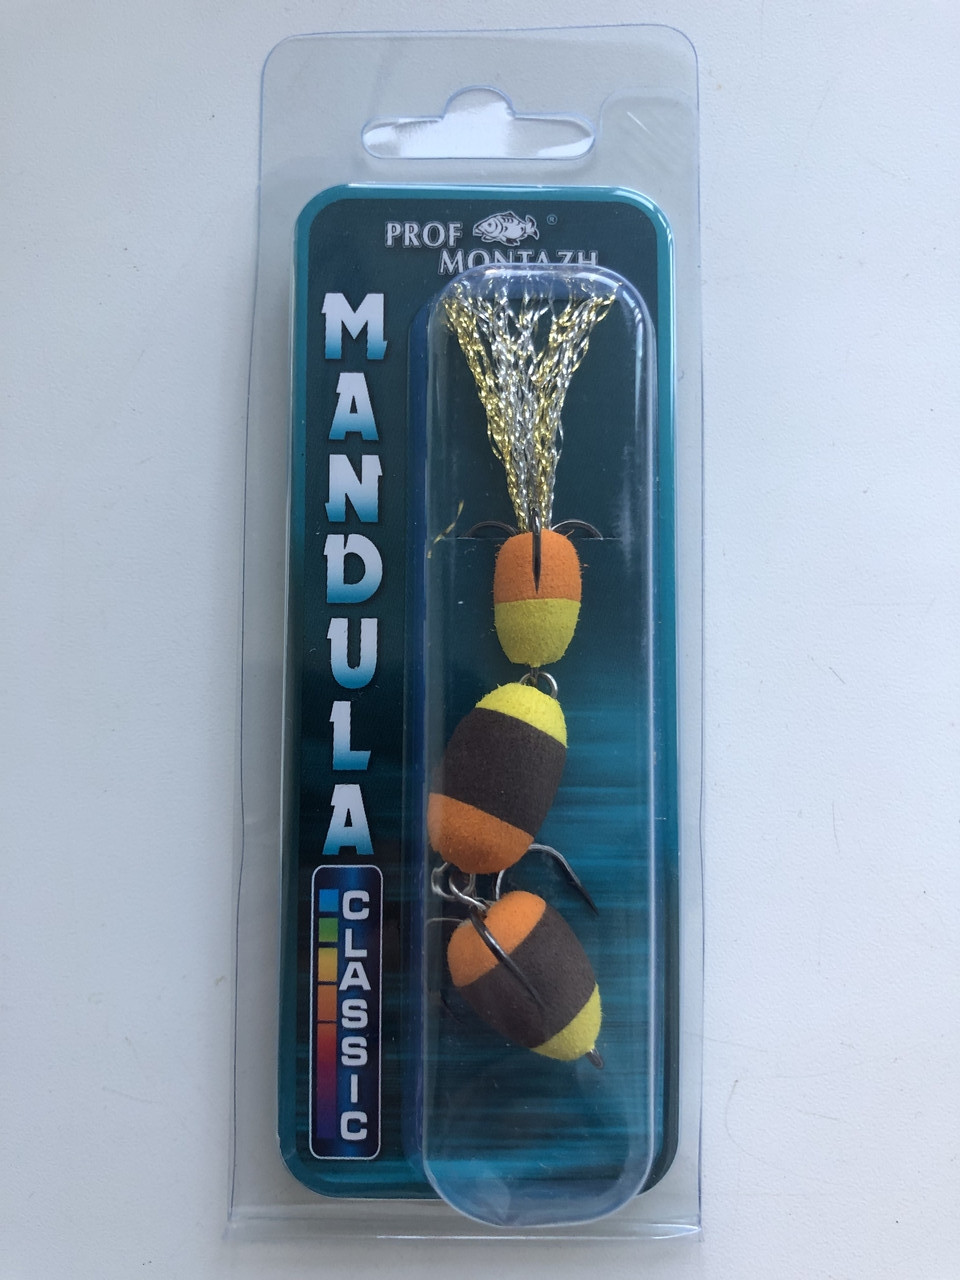 PROF ®
MONTAZH
MANDULA
CLASSIC